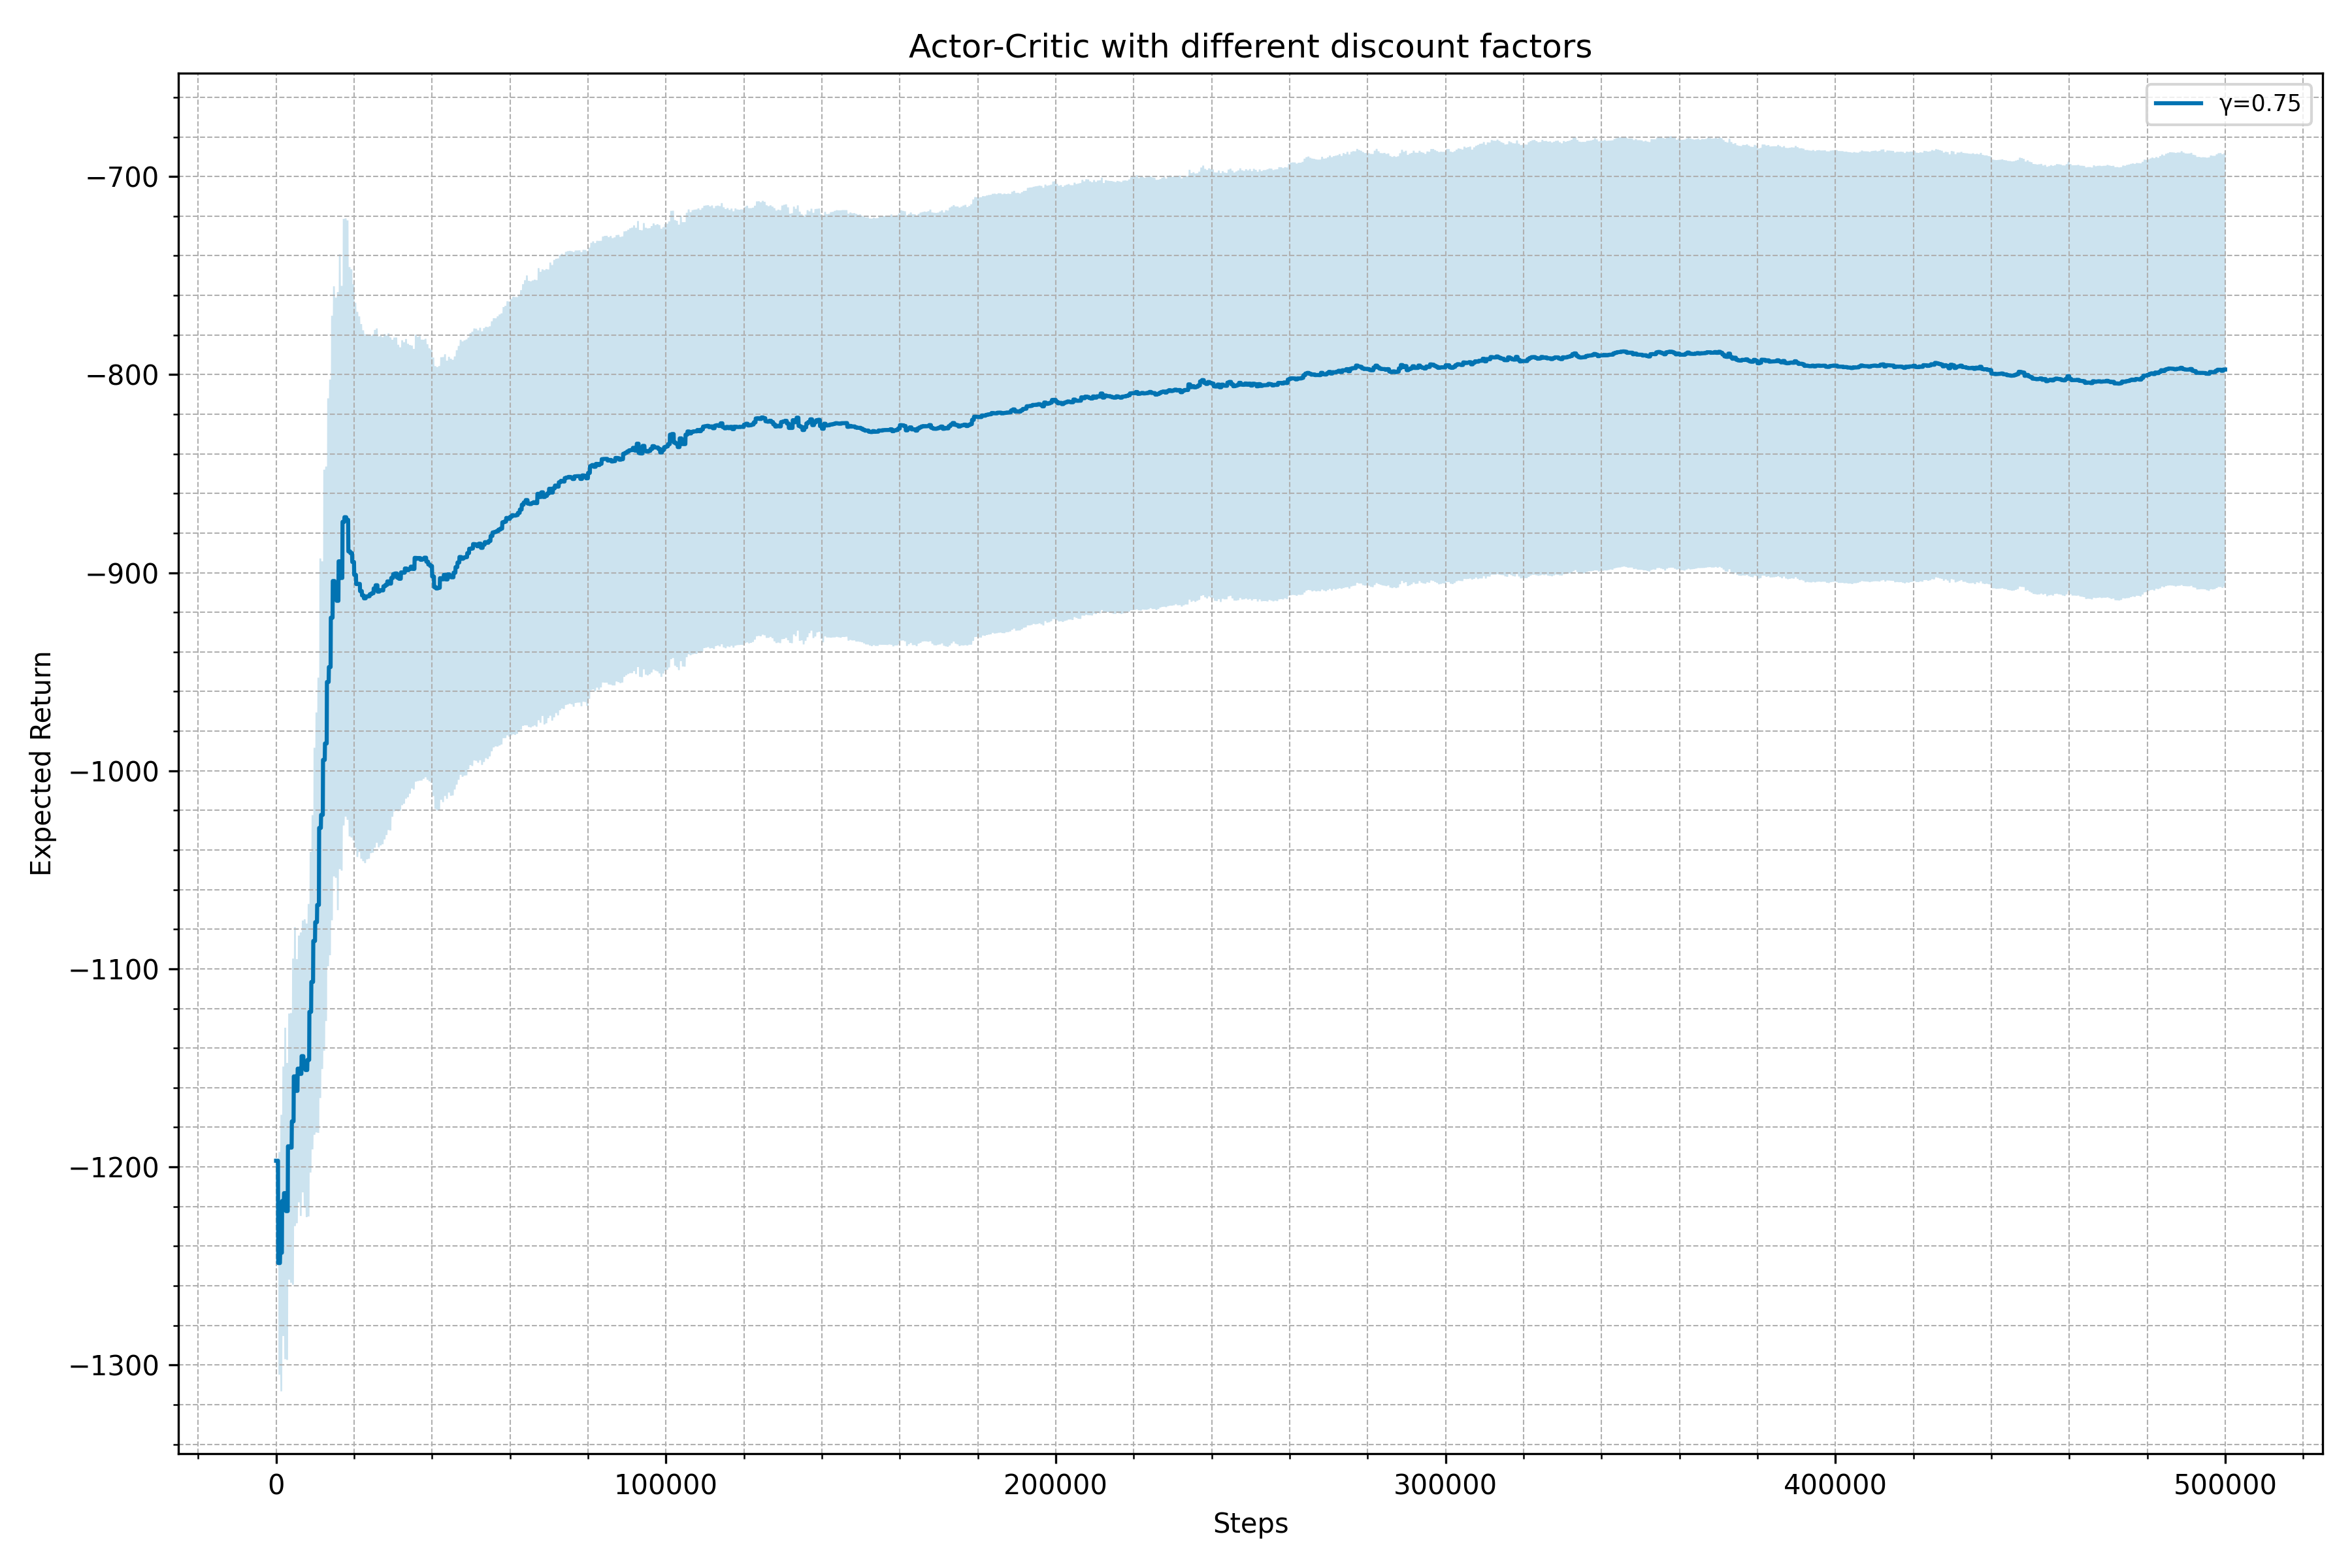 Actor-Critic with different discount factors
γ=0.75
Expected Return
−700
−800
−900
−1000
−1100
−1200
−1300
0 100000 200000 300000 400000 500000
Steps